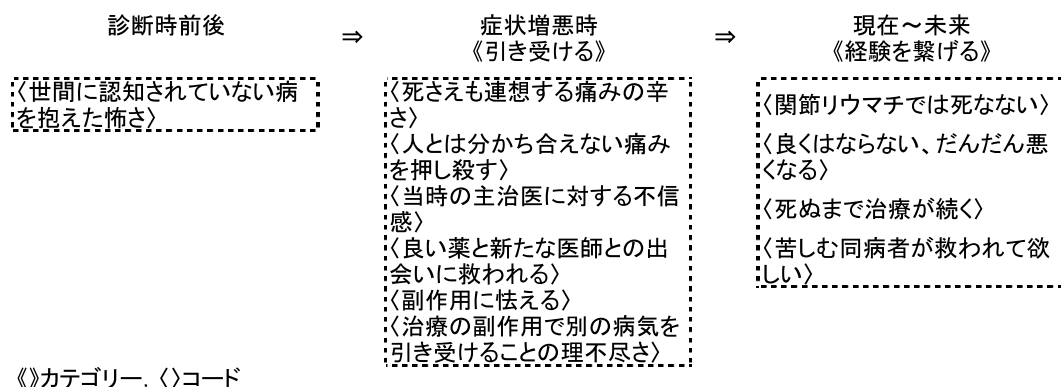 診断時前後
⇒
症状増悪時
《引き受ける》
⇒
現在～未来
《経験を繋げる》
〈世間に認知されていない病
を抱えた怖さ〉
〈死さえも連想する痛みの辛
さ〉
〈人とは分かち合えない痛み
を押し殺す〉
〈当時の主治医に対する不信
感〉
〈良い薬と新たな医師との出
会いに救われる〉
〈副作用に怯える〉
〈治療の副作用で別の病気を
引き受けることの理不尽さ〉
〈関節リウマチでは死なない〉
〈良くはならない、だんだん悪
くなる〉
〈死ぬまで治療が続く〉
〈苦しむ同病者が救われて欲
しい〉
《》カテゴリー，〈〉コード